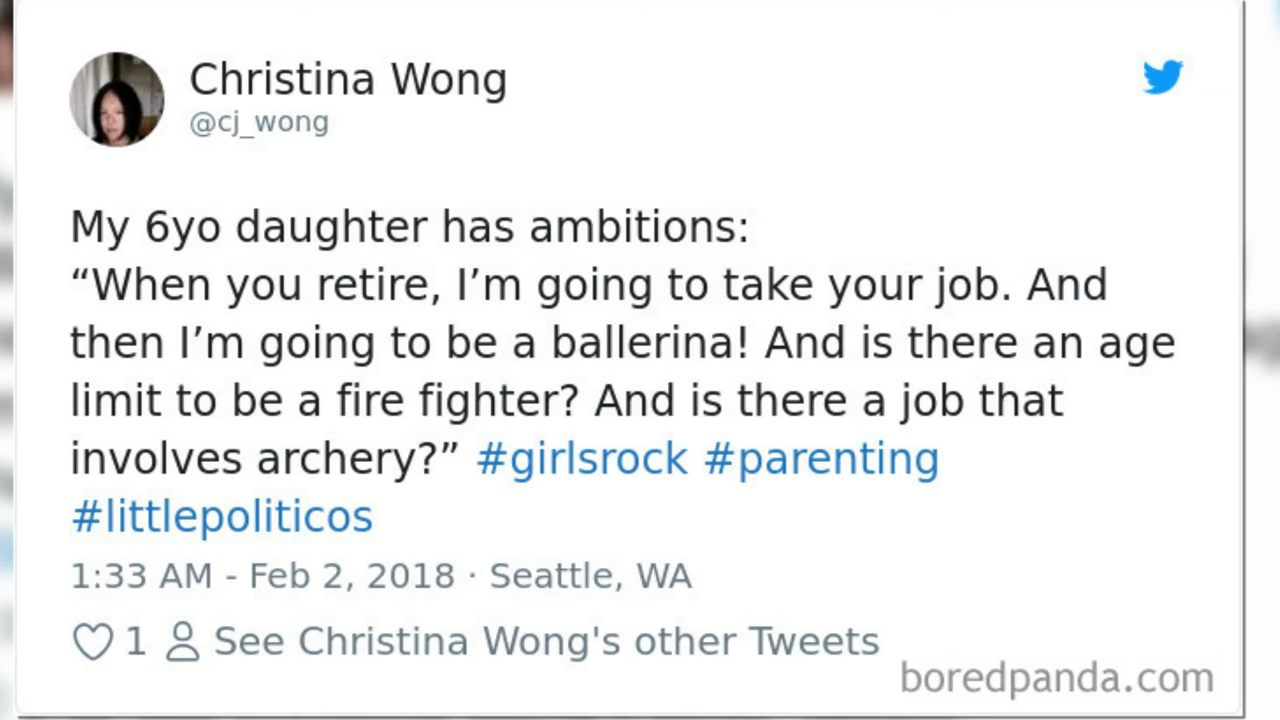 Christina Wong
@cj_wong
My 6yo daughter has ambitions:
“When you retire, I’m going to take your job. And
then I’m going to be a ballerina! And is there an age
limit to be a fire fighter? And is there a job that
involves archery?” #girlsrock #parenting
#littlepoliticos
1:33 AM - Feb 2, 2018 · Seattle, WA
1 See Christina Wong's other Tweets
boredpanda.com